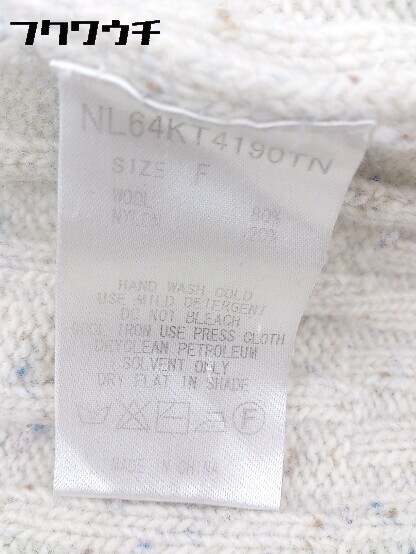 フクワウチ
NL64KT4190TN
SIZE F
WOOL 80%
NYLON 20%
HAND WASH COLD
USE MILD DETERGENT
DO NOT BLEACH
COOL IRON USE PRESS CLOTH
DRYCLEAN PETROLEUM
SOLVENT ONLY
DRY FLAT IN SHADE
F
MADE IN CHINA